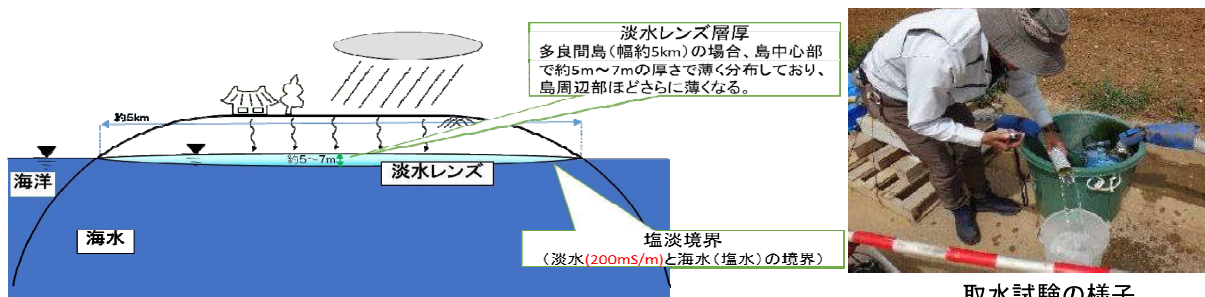 淡水レンズ層厚
多良間島(幅約5km)の場合、島中心部
で約5m~7mの厚さで薄く分布しており、
島周辺部ほどさらに薄くなる。
約5km
約5~7m
海洋
淡水レンズ
海水
塩淡境界
(淡水(200mS/m)と海水(塩水)の境界)
取水試験の様子